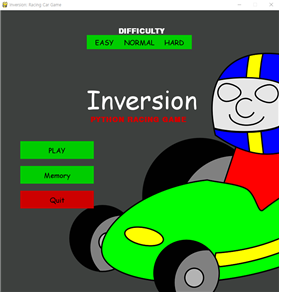 Inversion: Racing Car Game
DIFFICULTY
EASY NORMAL HARD
Inversion
PLAY
Memory
Quit